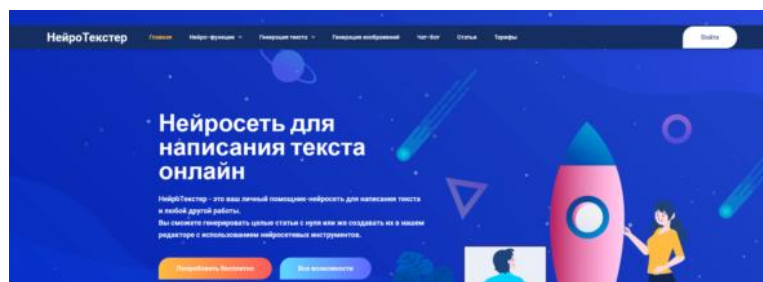 НейроТекстер Главная Нейро-функции Генерация текста Генерация изображений Чат-бот Статьи Тарифы Войти
Нейросеть для
написания текста
онлайн
НейроТекстер - это ваш личный помощник-нейросеть для написания текста
и любой другой работы.
Вы сможете генерировать целые статьи с нуля или же создавать их в нашем
редакторе с использованием нейросетевых инструментов.
Попробовать бесплатно Все возможности